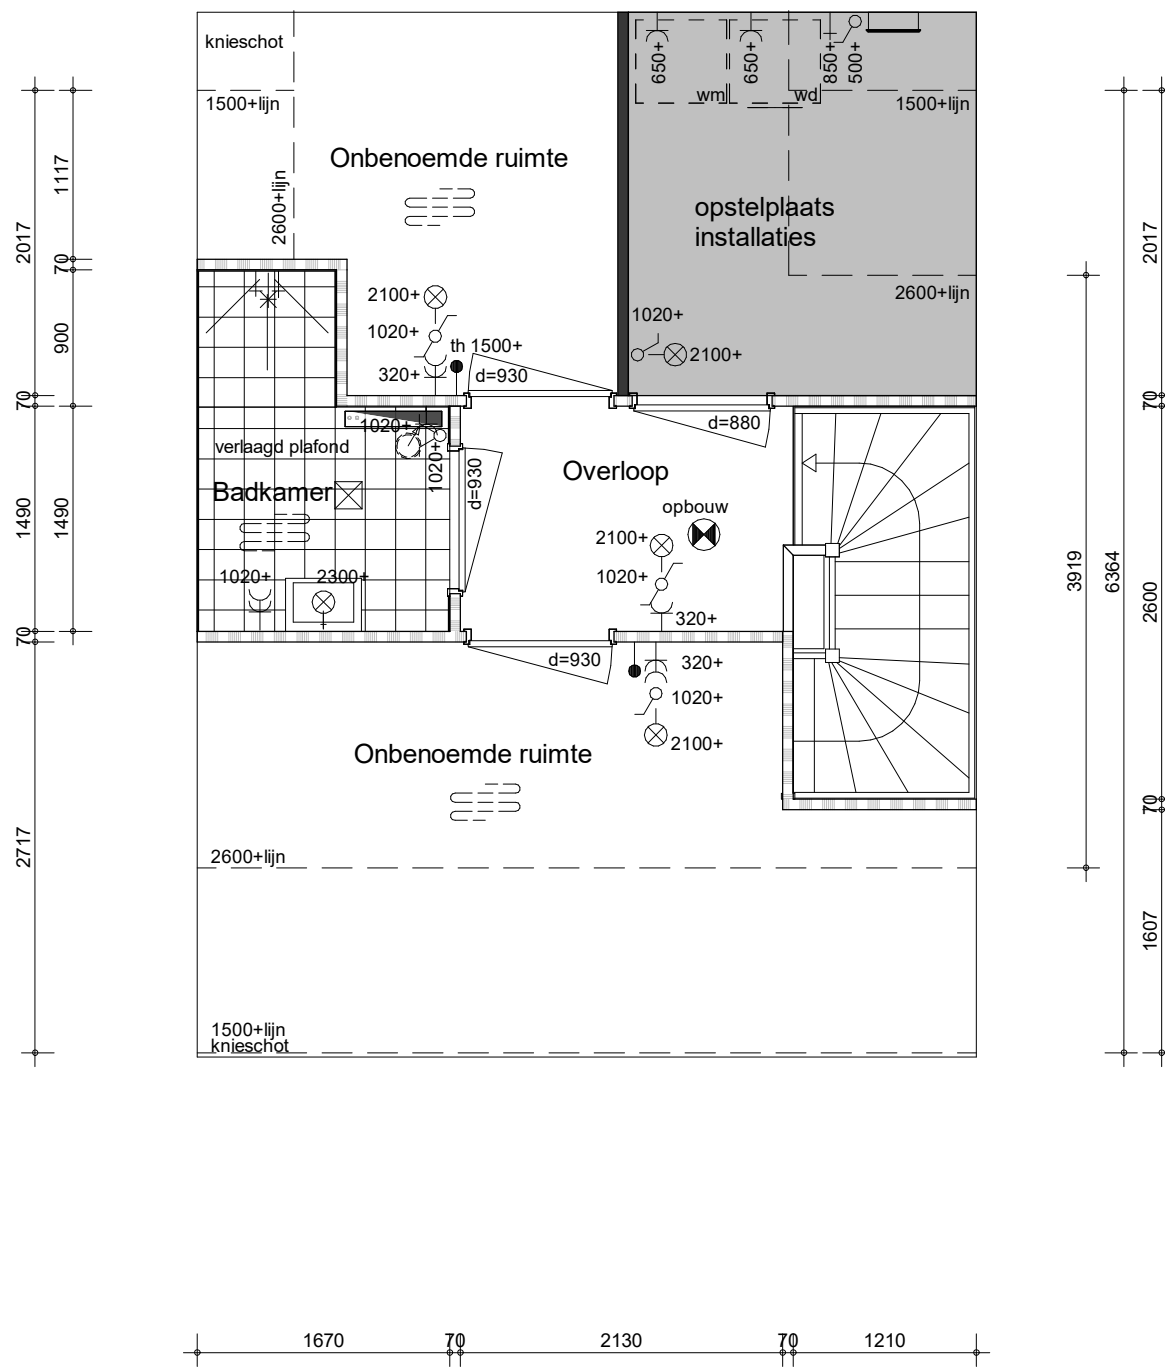 knieschot
1500+lijn
2600+lijn
Onbenoemde ruimte
650+
650+
850+
500+
wm
wd
1500+lijn
opstelplaats
installaties
2600+lijn
2100+
1020+
320+
th 1500+
d=930
1020+
2100+
d=880
1020+
1020+
verlaagd plafond
Badkamer
d=930
1020+
2300+
Overloop
opbouw
2100+
1020+
320+
d=930
320+
1020+
2100+
Onbenoemde ruimte
2600+lijn
1500+lijn
knieschot
2017
70
1490
70
2717
1117
70
900
70
1490
70
3919
6364
2017
70
2600
70
1607
1670
70
2130
70
1210